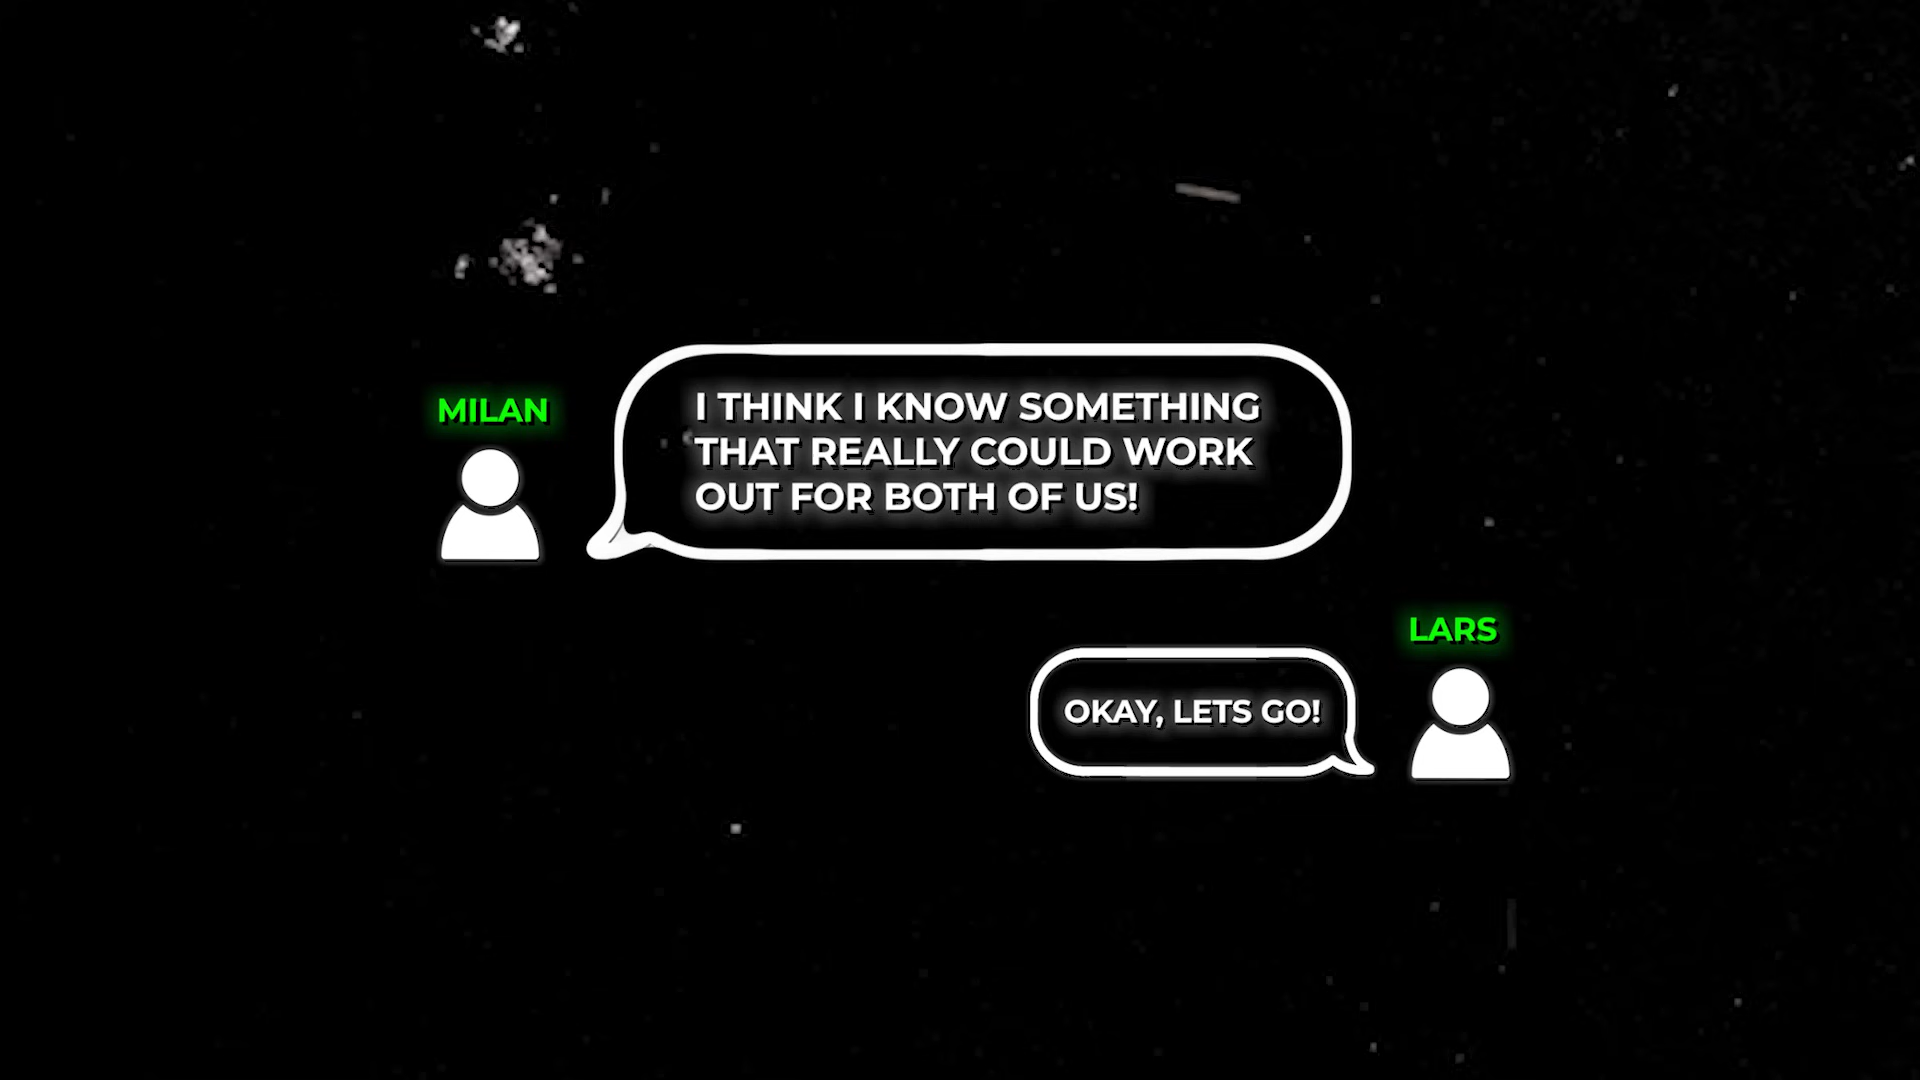 MILAN
I THINK I KNOW SOMETHING
THAT REALLY COULD WORK
OUT FOR BOTH OF US!
LARS
OKAY, LETS GO!